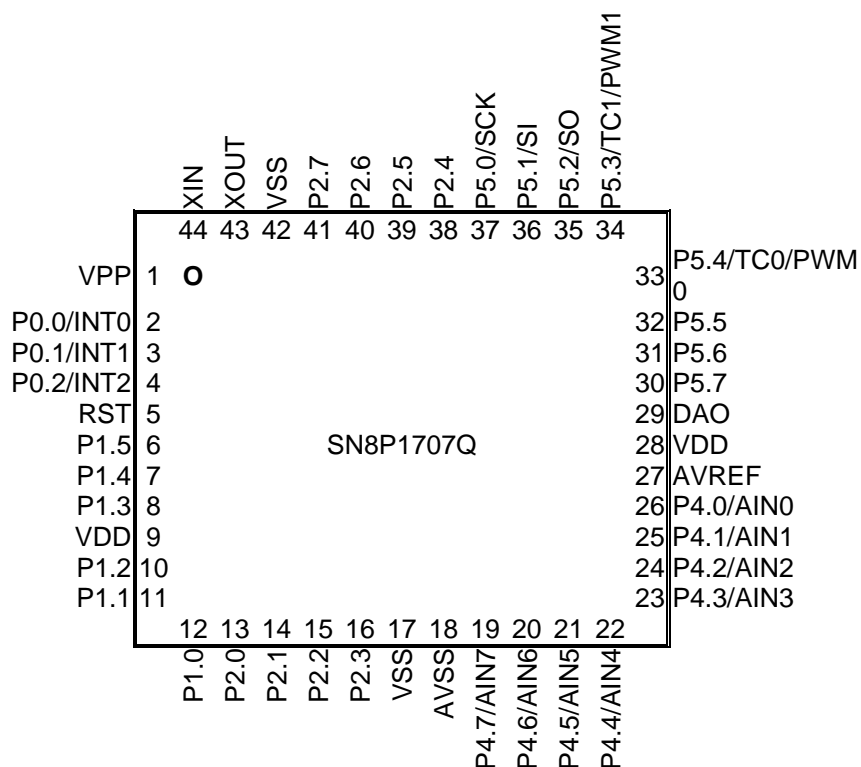 XIN
XOUT
VSS
P2.7
P2.6
P2.5
P2.4
P5.0/SCK
P5.1/SI
P5.2/SO
P5.3/TC1/PWM1
44 43 42 41 40 39 38 37 36 35 34
VPP 1 O 33 P5.4/TC0/PWM
0
P0.0/INT0 2 32 P5.5
P0.1/INT1 3 31 P5.6
P0.2/INT2 4 30 P5.7
RST 5 29 DAO
P1.5 6 SN8P1707Q 28 VDD
P1.4 7 27 AVREF
P1.3 8 26 P4.0/AIN0
VDD 9 25 P4.1/AIN1
P1.2 10 24 P4.2/AIN2
P1.1 11 23 P4.3/AIN3
12 13 14 15 16 17 18 19 20 21 22
P1.0
P2.0
P2.1
P2.2
P2.3
VSS
AVSS
P4.7/AIN7
P4.6/AIN6
P4.5/AIN5
P4.4/AIN4